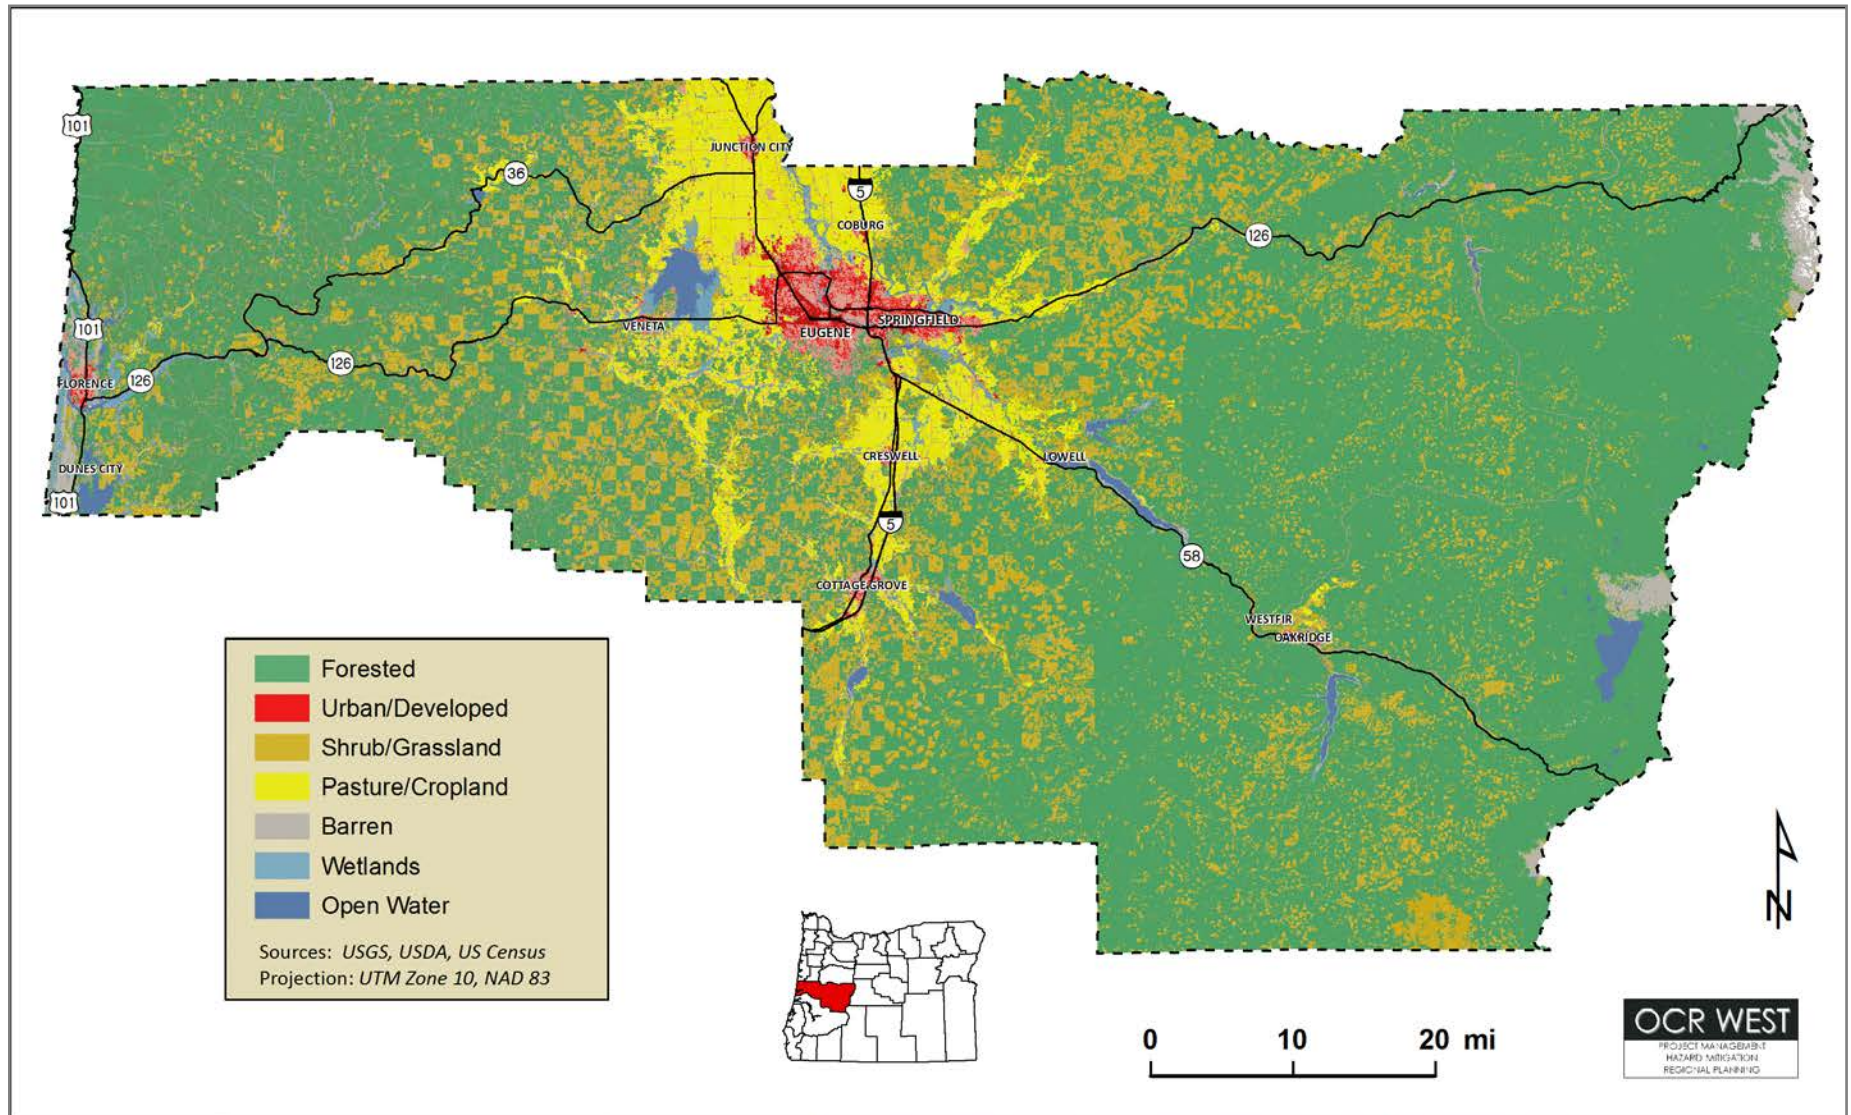 101
36
JUNCTION CITY
5
COBURG
126
101
VENETA
EUGENE
SPRINGFIELD
126
126
FLORENCE
DUNES CITY
101
CRESWELL
LOWELL
5
58
COTTAGE GROVE
WESTFIR
OAKRIDGE
Forested
Urban/Developed
Shrub/Grassland
Pasture/Cropland
Barren
Wetlands
Open Water
Sources: USGS, USDA, US Census
Projection: UTM Zone 10, NAD 83
N
0 10 20 mi
OCR WEST
PROJECT MANAGEMENT
HAZARD MITIGATION
REGIONAL PLANNING